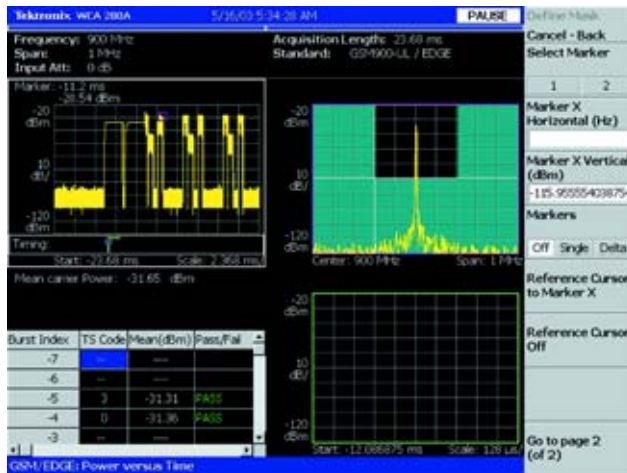 Tektronix WCA 280A 5/16/03 5:34:28 AM PAUSE
Define Mask
Frequency: 900 MHz
Span: 1 MHz
Input Att: 0 dB
Acquisition Length: 23.68 ms
Standard: GSM900-UL / EDGE
Cancel - Back
Select Marker
1 2
Marker X
Horizontal (Hz)
Marker X Vertical
(dBm)
-115.95555403875
Markers
Off Single Delta
Reference Cursor
to Marker X
Reference Cursor
Off
Go to page 2
(of 2)
Marker: -11.2 ms
-28.54 dBm
-20
dBm
10
dB/
-120
dBm
Timing:
Start: -23.68 ms Scale: 2.368 ms/
-20
dBm
10
dB/
-120
dBm
Center: 900 MHz Span: 1 MHz
Mean carrier Power: -31.65 dBm
Burst Index TS Code Mean(dBm) Pass/Fail
-7 -- ---
-6 -- ---
-5 3 -31.31 PASS
-4 0 -31.36 PASS
-3
-20
dBm
10
dB/
-120
dBm
Start: -12.086875 ms Scale: 128 us/
GSM/EDGE: Power versus Time